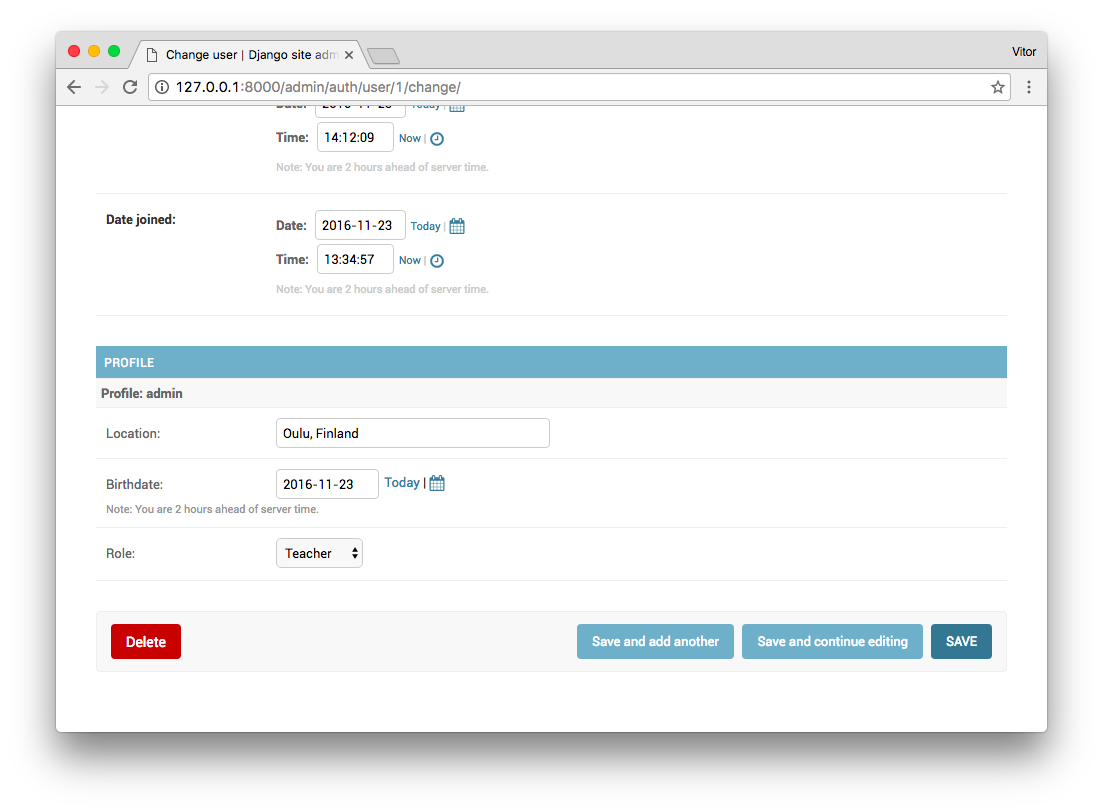 Change user | Django site adm
Vitor
127.0.0.1:8000/admin/auth/user/1/change/
Date: 2016-11-23 Today |
Time: 14:12:09 Now |
Note: You are 2 hours ahead of server time.
Date joined:
Date: 2016-11-23 Today |
Time: 13:34:57 Now |
Note: You are 2 hours ahead of server time.
PROFILE
Profile: admin
Location: Oulu, Finland
Birthdate: 2016-11-23 Today |
Note: You are 2 hours ahead of server time.
Role: Teacher
Delete Save and add another Save and continue editing SAVE